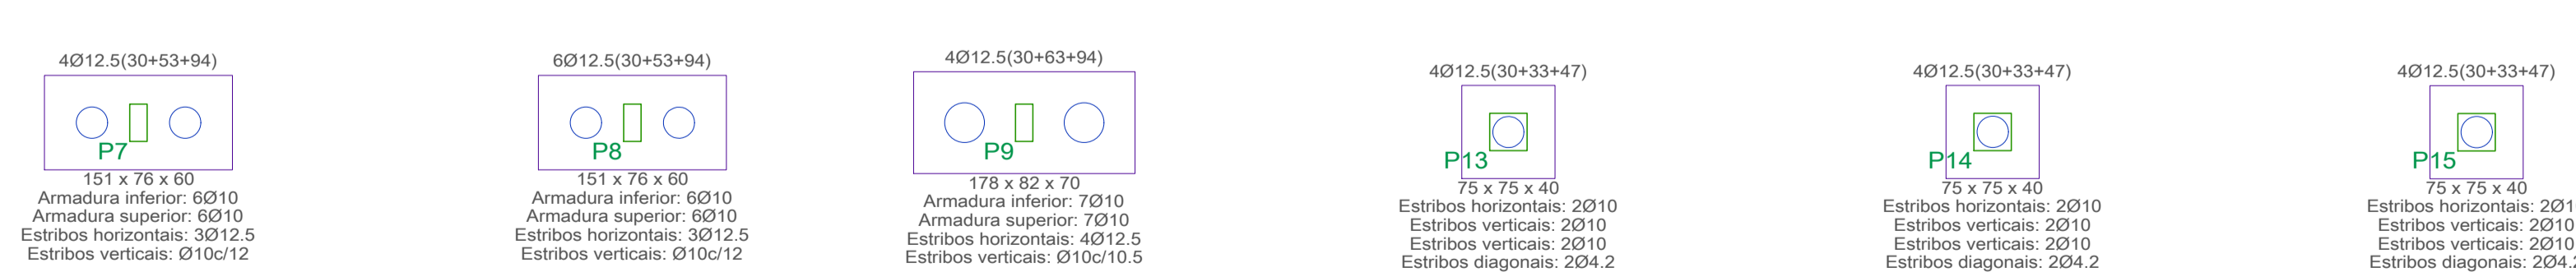 4Ø12.5(30+53+94)
P7
151 x 76 x 60
Armadura inferior: 6Ø10
Armadura superior: 6Ø10
Estribos horizontais: 3Ø12.5
Estribos verticais: Ø10c/12
6Ø12.5(30+53+94)
P8
151 x 76 x 60
Armadura inferior: 6Ø10
Armadura superior: 6Ø10
Estribos horizontais: 3Ø12.5
Estribos verticais: Ø10c/12
4Ø12.5(30+63+94)
P9
178 x 82 x 70
Armadura inferior: 7Ø10
Armadura superior: 7Ø10
Estribos horizontais: 4Ø12.5
Estribos verticais: Ø10c/10.5
4Ø12.5(30+33+47)
P13
75 x 75 x 40
Estribos horizontais: 2Ø10
Estribos verticais: 2Ø10
Estribos verticais: 2Ø10
Estribos diagonais: 2Ø4.2
4Ø12.5(30+33+47)
P14
75 x 75 x 40
Estribos horizontais: 2Ø10
Estribos verticais: 2Ø10
Estribos verticais: 2Ø10
Estribos diagonais: 2Ø4.2
4Ø12.5(30+33+47)
P15
75 x 75 x 40
Estribos horizontais: 2Ø1
Estribos verticais: 2Ø10
Estribos verticais: 2Ø10
Estribos diagonais: 2Ø4.